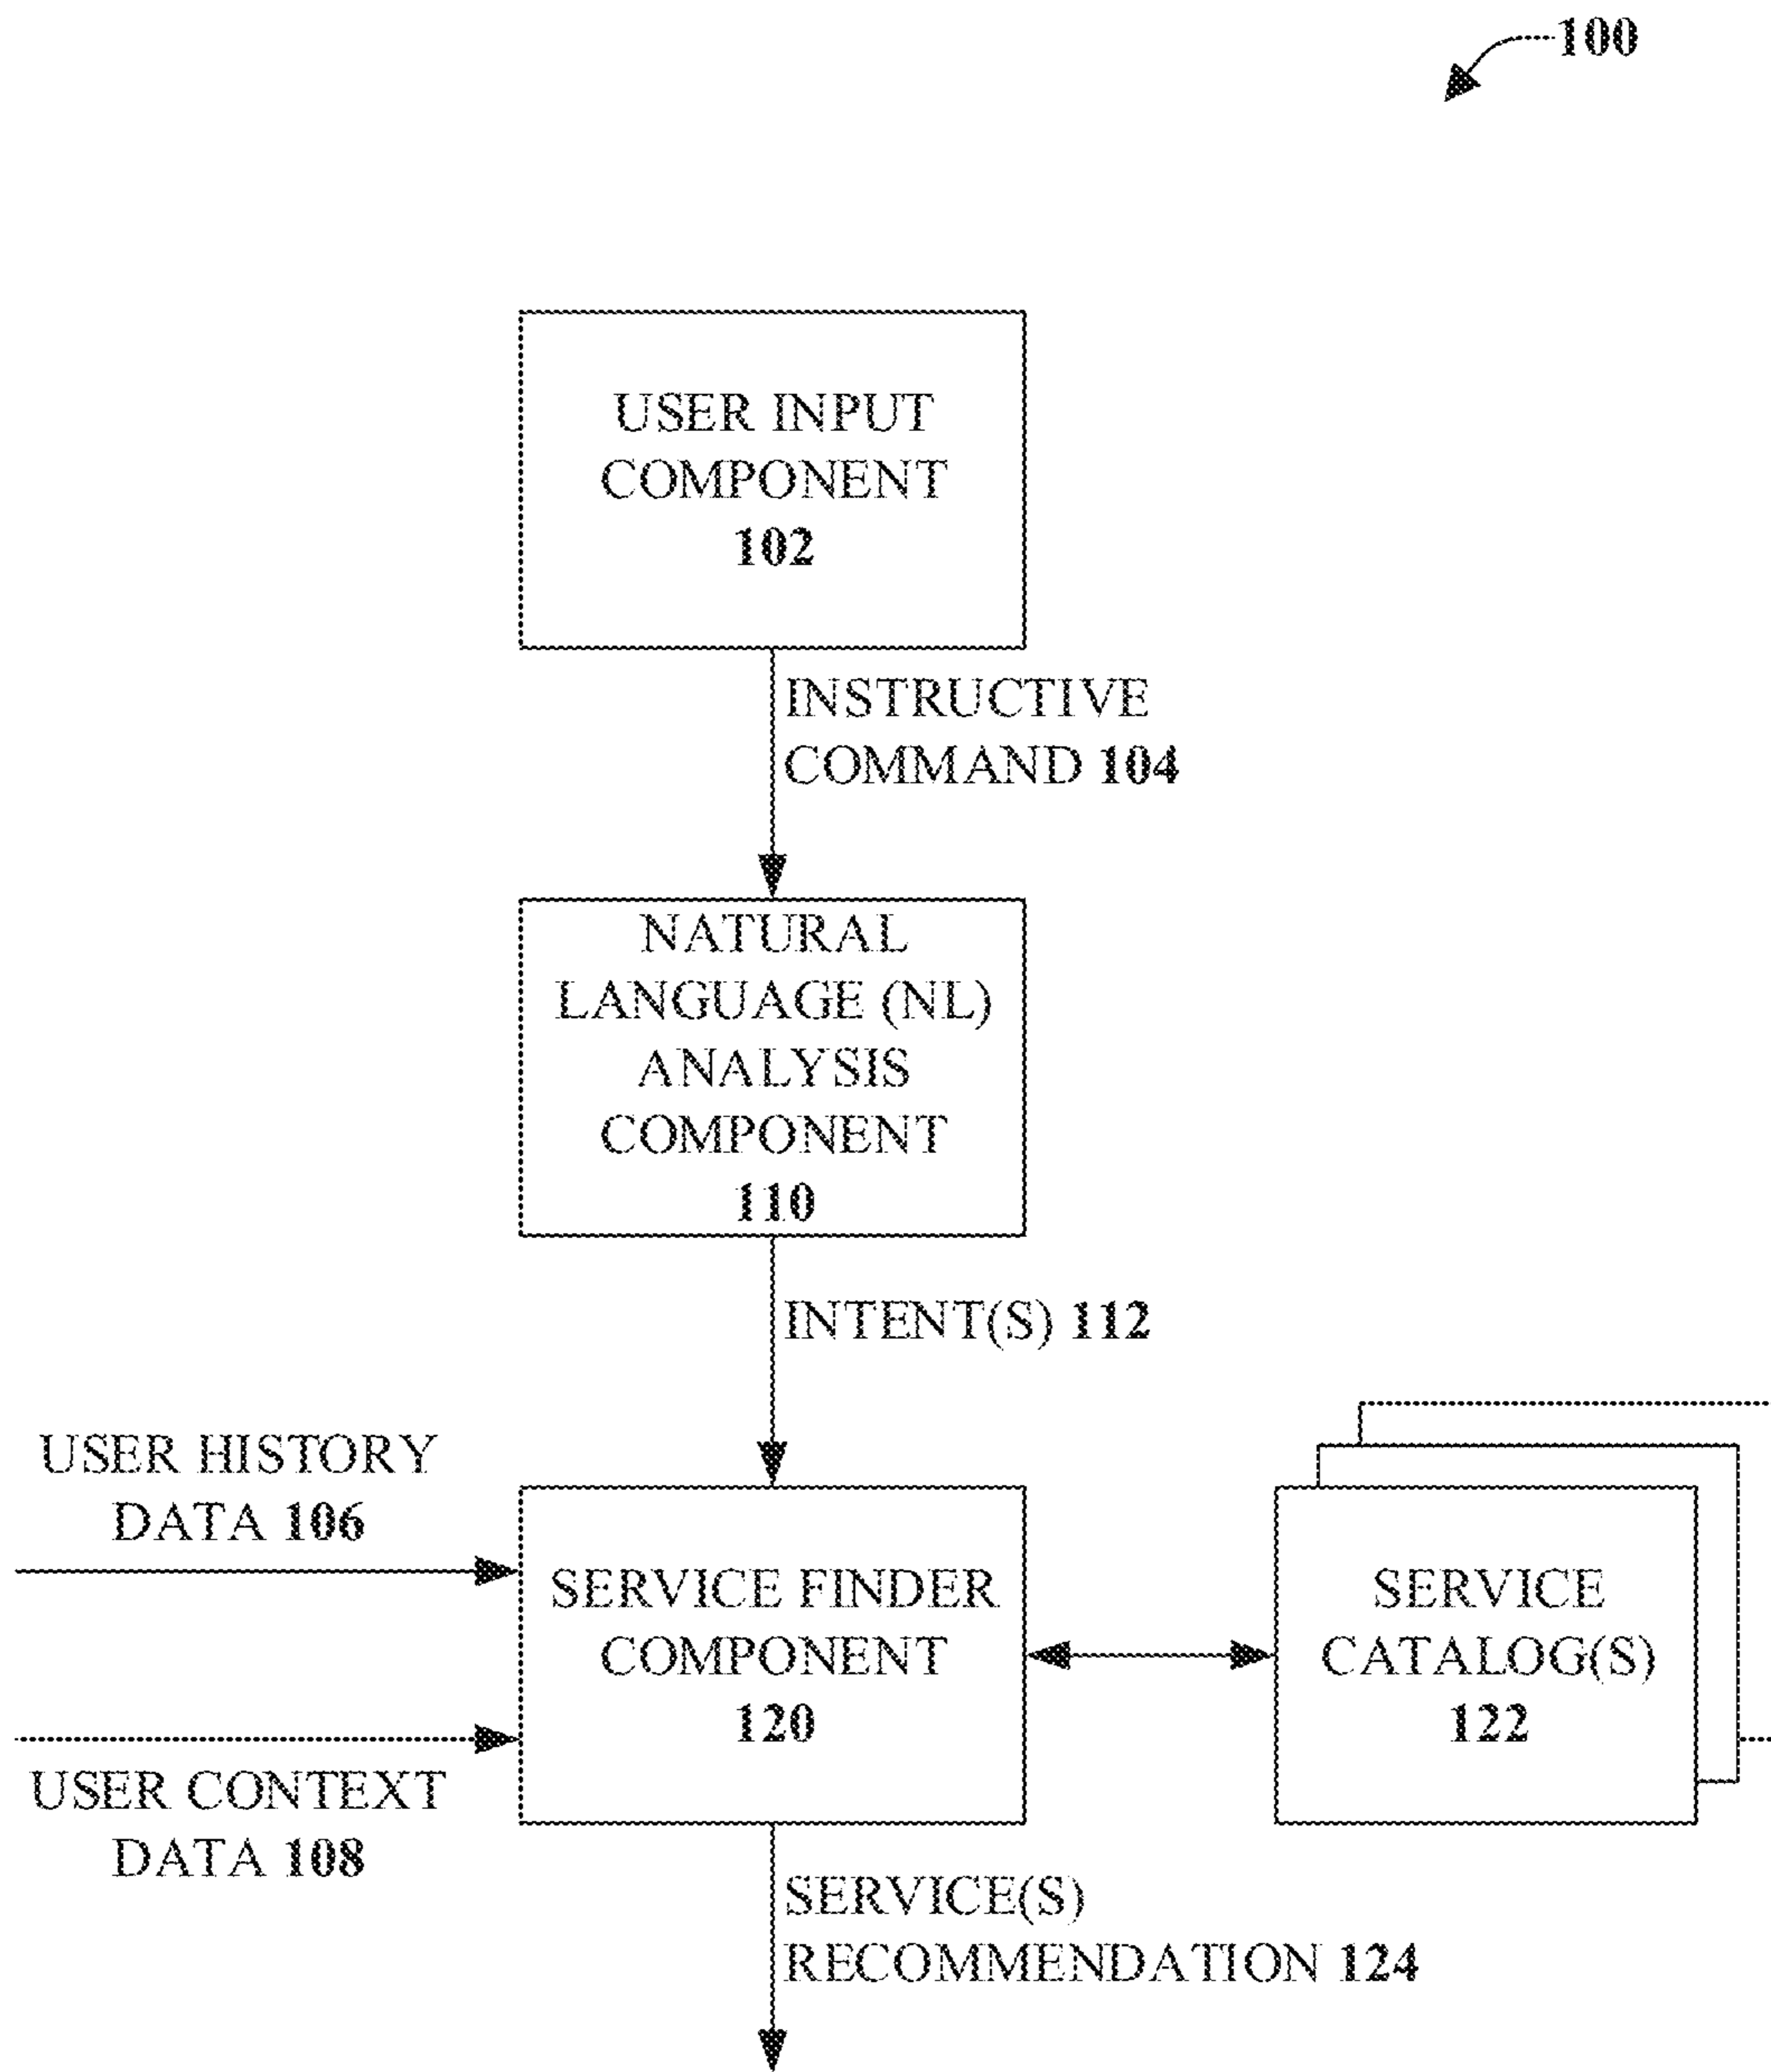 100
USER INPUT
COMPONENT
102
INSTRUCTIVE
COMMAND 104
NATURAL
LANGUAGE (NL)
ANALYSIS
COMPONENT
110
INTENT(S) 112
USER HISTORY
DATA 106
SERVICE FINDER
COMPONENT
120
SERVICE
CATALOG(S)
122
USER CONTEXT
DATA 108
SERVICE(S)
RECOMMENDATION 124